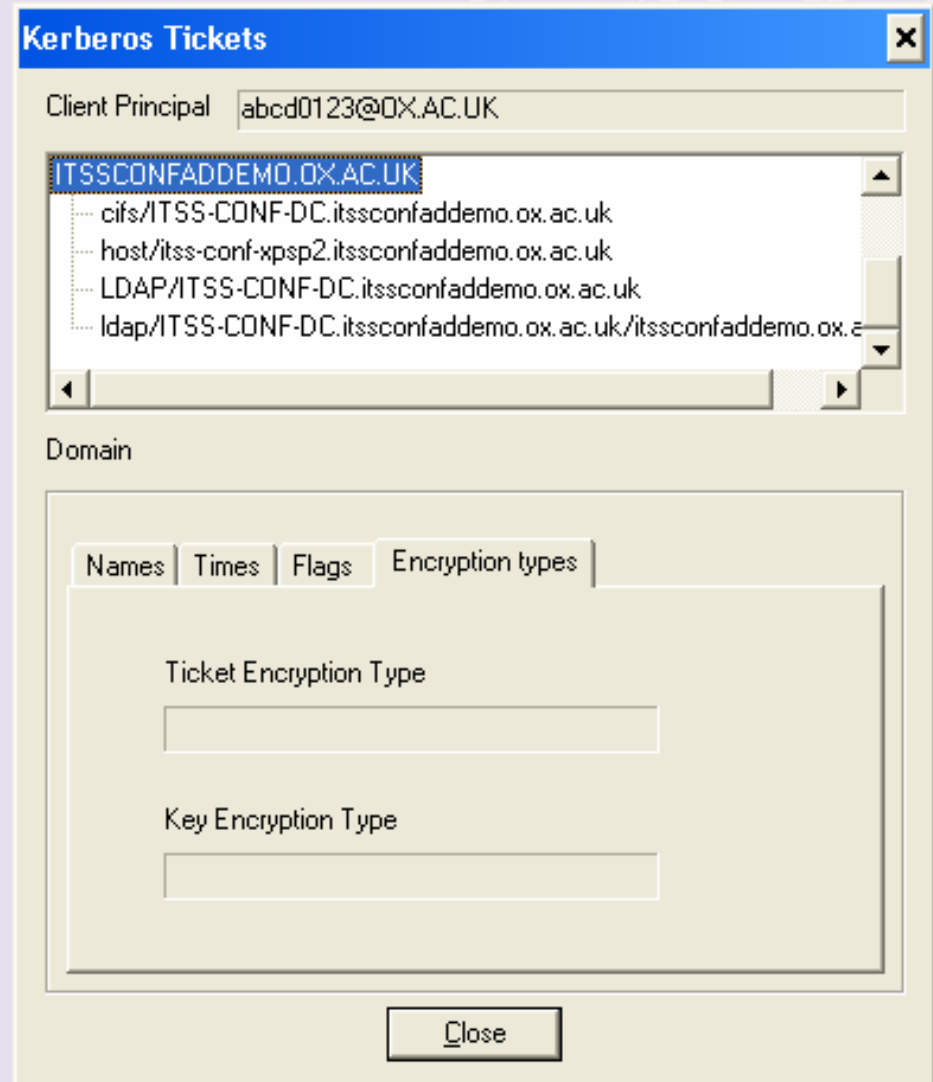 Kerberos Tickets
Client Principal abcd0123@OX.AC.UK
ITSSCONFADDEMO.OX.AC.UK
cifs/ITSS-CONF-DC.itssconfaddemo.ox.ac.uk
host/itss-conf-xpsp2.itssconfaddemo.ox.ac.uk
LDAP/ITSS-CONF-DC.itssconfaddemo.ox.ac.uk
ldap/ITSS-CONF-DC.itssconfaddemo.ox.ac.uk/itssconfaddemo.ox.a
Domain
Names Times Flags Encryption types
Ticket Encryption Type
Key Encryption Type
Close